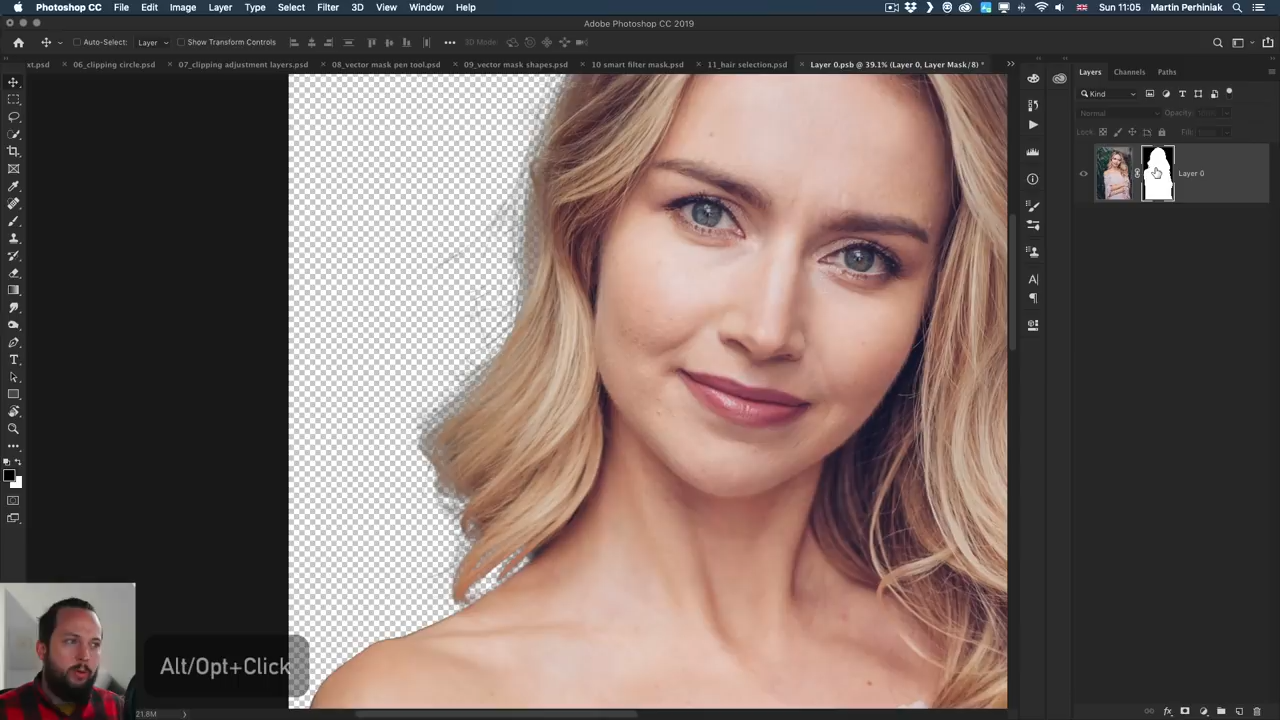 Photoshop CC File Edit Image Layer Type Select Filter 3D View Window Help Sun 11:05 Martin Perhiniak
Adobe Photoshop CC 2019
Auto-Select: Layer Show Transform Controls 3D Mode:
xt.psd × 06_clipping circle.psd × 07_clipping adjustment layers.psd × 08_vector mask pen tool.psd × 09_vector mask shapes.psd × 10 smart filter mask.psd × 11_hair selection.psd × Layer 0.psb @ 39.1% (Layer 0, Layer Mask/8) *
Layers Channels Paths
Kind
Normal Opacity:
Lock: Fill:
Layer 0
Alt/Opt+Click
21.8M